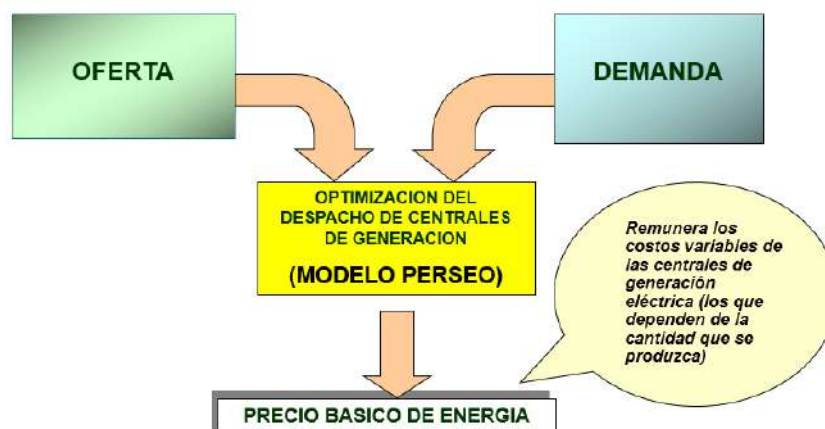 OFERTA
DEMANDA
OPTIMIZACION DEL
DESPACHO DE CENTRALES
DE GENERACION
(MODELO PERSEO)
Remunera los
costos variables de
las centrales de
generación
eléctrica (los que
dependen de la
cantidad que se
produzca)
PRECIO BASICO DE ENERGIA